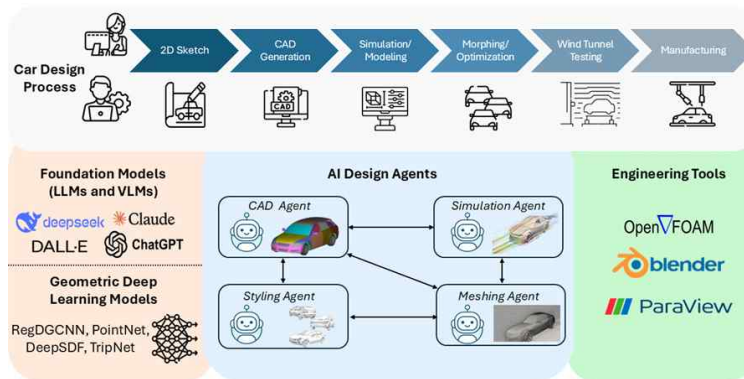 Car Design
Process
2D Sketch
CAD
Generation
Simulation/
Modeling
Morphing/
Optimization
Wind Tunnel
Testing
Manufacturing
CAD
Foundation Models
(LLMs and VLMs)
deepseek
Claude
DALL·E
ChatGPT
Geometric Deep
Learning Models
RegDGCNN, PointNet,
DeepSDF, TripNet
AI Design Agents
CAD Agent
Simulation Agent
Styling Agent
Meshing Agent
Engineering Tools
Open∇FOAM
blender
ParaView